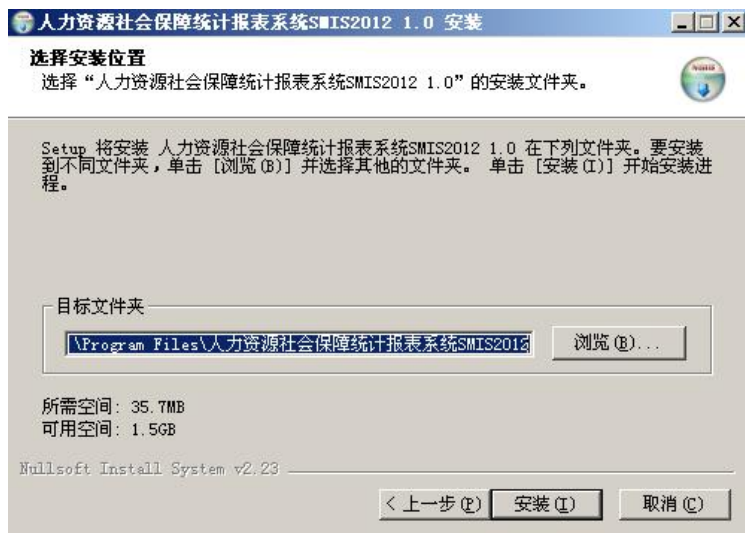 人力资源社会保障统计报表系统SMIS2012 1.0 安装
选择安装位置
选择“人力资源社会保障统计报表系统SMIS2012 1.0”的安装文件夹。
Setup 将安装 人力资源社会保障统计报表系统SMIS2012 1.0 在下列文件夹。要安装
到不同文件夹，单击 [浏览(B)] 并选择其他的文件夹。 单击 [安装(I)] 开始安装进
程。
目标文件夹
\Program Files\人力资源社会保障统计报表系统SMIS2012
浏览(B)...
所需空间: 35.7MB
可用空间: 1.5GB
Nullsoft Install System v2.23
< 上一步(P)
安装(I)
取消(C)